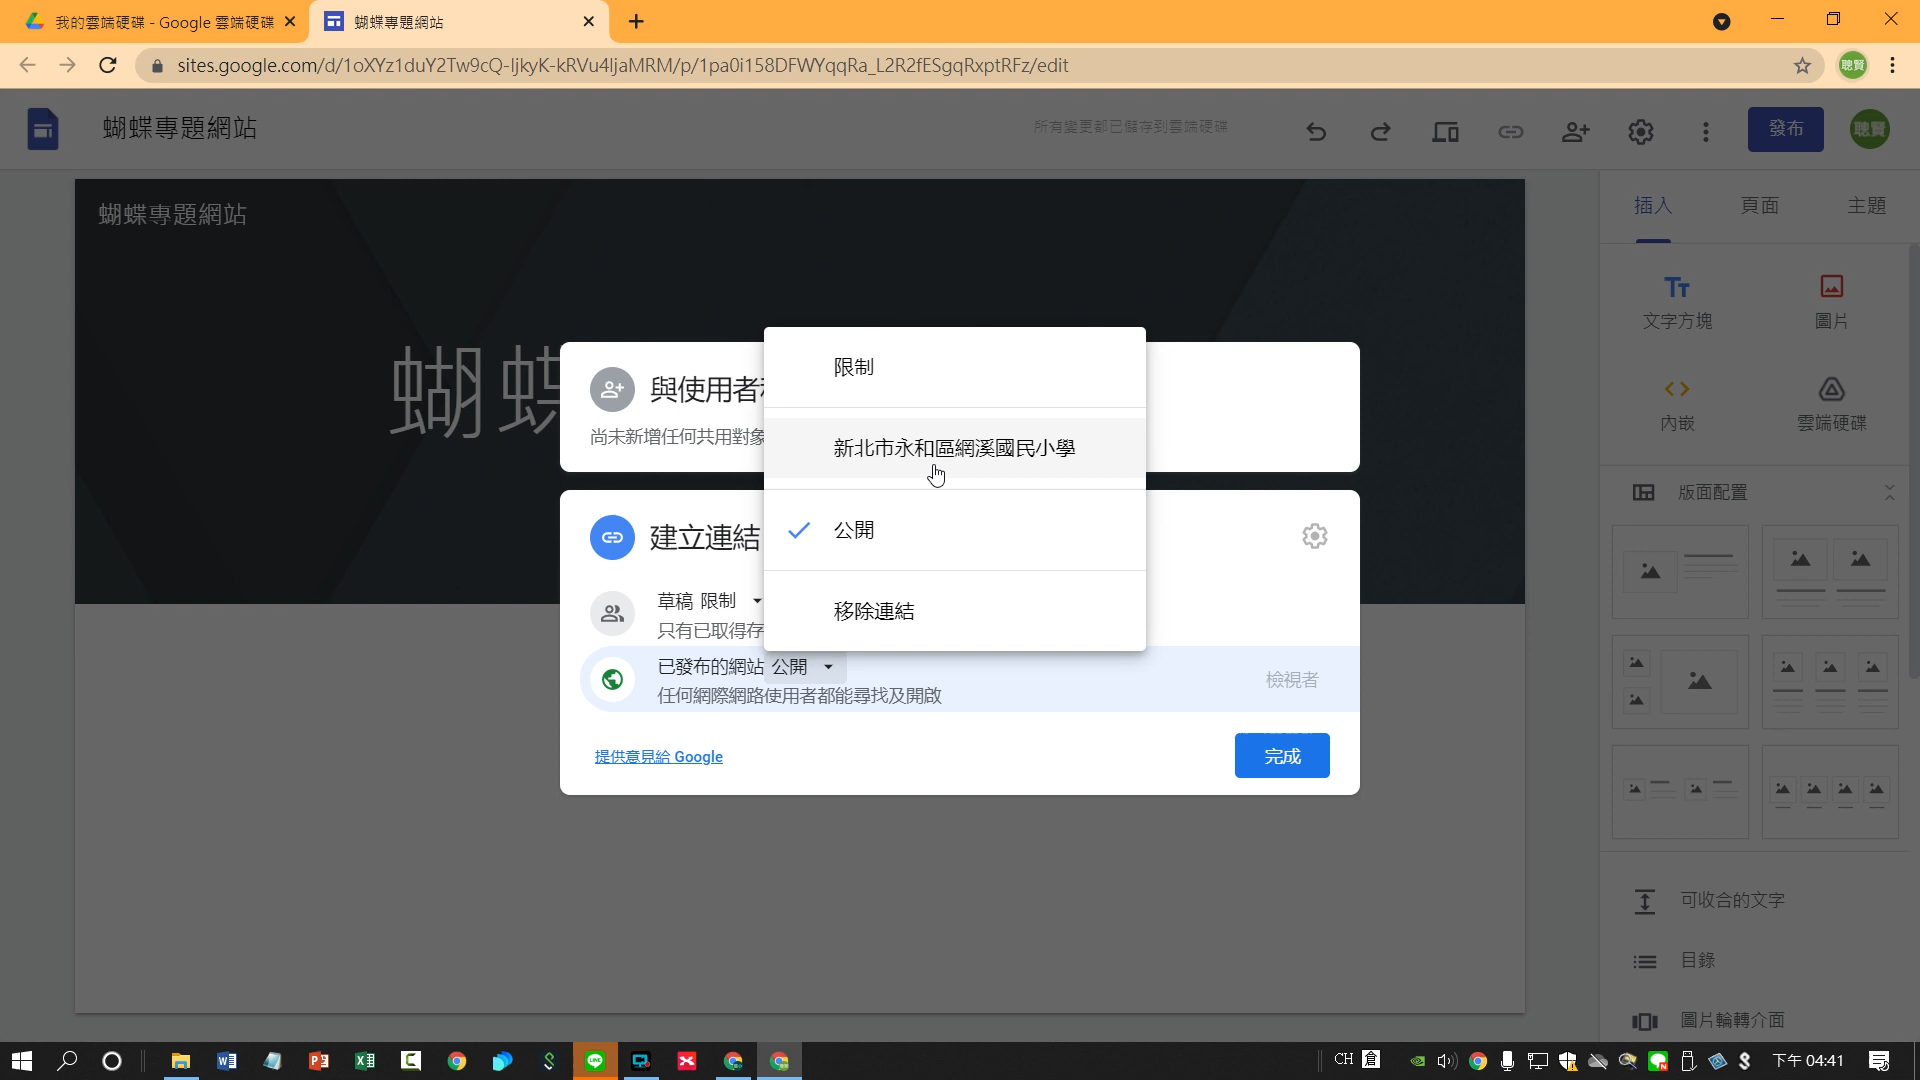 我的雲端硬碟 - Google 雲端硬碟
蝴蝶專題網站
sites.google.com/d/1oXYz1duY2Tw9cQ-ljkyK-kRVu4ljaMRM/p/1pa0i158DFWYqqRa_L2R2fESgqRxptRFz/edit
聰賢
蝴蝶專題網站
所有變更都已儲存到雲端硬碟
發布
聰賢
蝴蝶專題網站
插入
頁面
主題
文字方塊
圖片
內嵌
雲端硬碟
版面配置
可收合的文字
目錄
圖片輪轉介面
蝴蝶
與使用者
尚未新增任何共用對象
限制
新北市永和區網溪國民小學
公開
移除連結
建立連結
草稿 限制
只有已取得存
已發布的網站 公開
任何網際網路使用者都能尋找及開啟
檢視者
提供意見給 Google
完成
CH 倉
下午 04:41